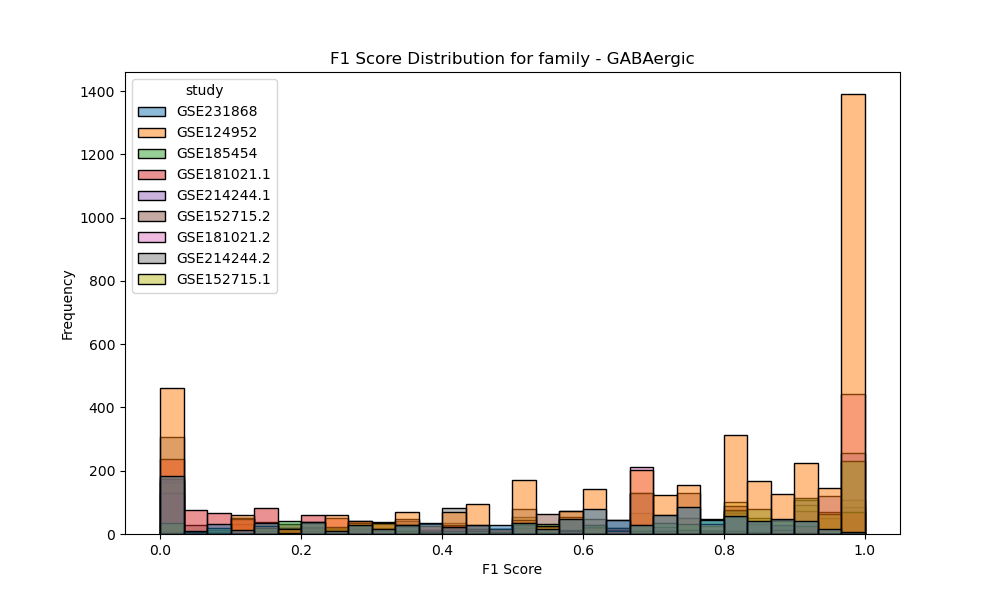 F1 Score Distribution for family - GABAergic
study
GSE231868
GSE124952
GSE185454
GSE181021.1
GSE214244.1
GSE152715.2
GSE181021.2
GSE214244.2
GSE152715.1
Frequency
1400
1200
1000
800
600
400
200
0
0.0
0.2
0.4
0.6
0.8
1.0
F1 Score